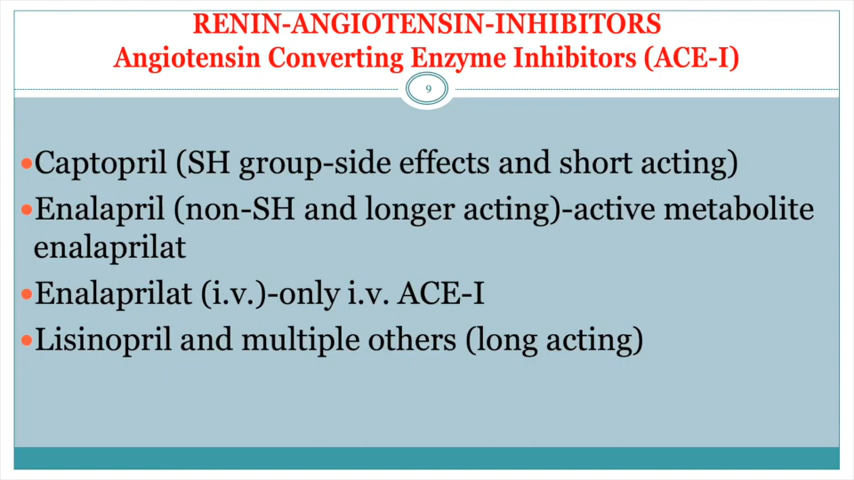 RENIN-ANGIOTENSIN-INHIBITORS
Angiotensin Converting Enzyme Inhibitors (ACE-I)
9
•Captopril (SH group-side effects and short acting)
•Enalapril (non-SH and longer acting)-active metabolite
enalaprilat
•Enalaprilat (i.v.)-only i.v. ACE-I
•Lisinopril and multiple others (long acting)